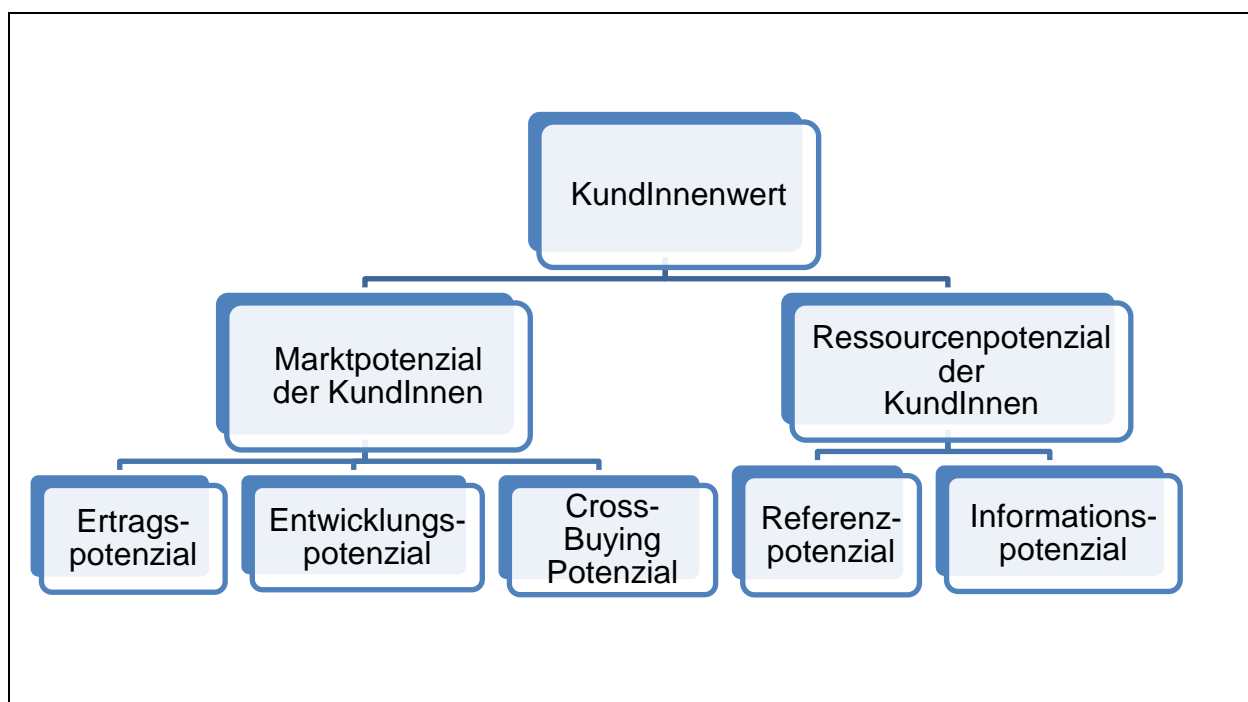 KundInnenwert
Marktpotenzial
der KundInnen
Ressourcenpotenzial
der
KundInnen
Ertrags-
potenzial
Entwicklungs-
potenzial
Cross-
Buying
Potenzial
Referenz-
potenzial
Informations-
potenzial